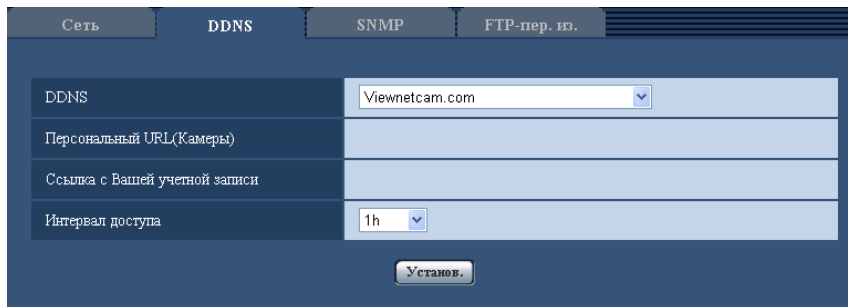 Сеть
DDNS
SNMP
FTP-пер. из.
DDNS
Viewnetcam.com
Персональный URL(Камеры)
Ссылка с Вашей учетной записи
Интервал доступа
1h
Установ.